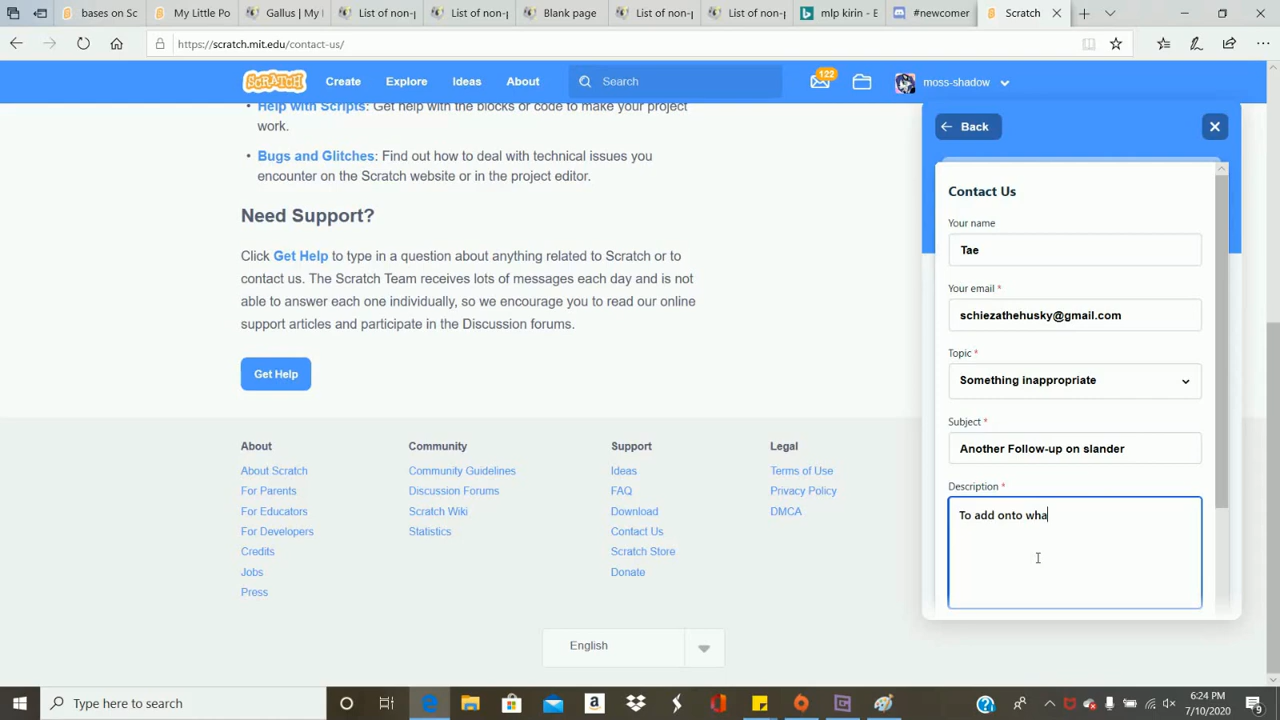 bases on Sc
My Little Po
Gallus | My I
List of non-p
List of non-p
Blank page
List of non-p
List of non-p
mlp kirin - B
#newcomer
Scratch
https://scratch.mit.edu/contact-us/
SCRATCH
Create
Explore
Ideas
About
Search
122
moss-shadow
• Help with Scripts: Get help with the blocks or code to make your project
work.
• Bugs and Glitches: Find out how to deal with technical issues you
encounter on the Scratch website or in the project editor.
Need Support?
Click Get Help to type in a question about anything related to Scratch or to
contact us. The Scratch Team receives lots of messages each day and is not
able to answer each one individually, so we encourage you to read our online
support articles and participate in the Discussion forums.
Get Help
Back
Contact Us
Your name
Tae
Your email *
schiezathehusky@gmail.com
Topic *
Something inappropriate
Subject *
Another Follow-up on slander
Description *
To add onto wha
About
About Scratch
For Parents
For Educators
For Developers
Credits
Jobs
Press
Community
Community Guidelines
Discussion Forums
Scratch Wiki
Statistics
Support
Ideas
FAQ
Download
Contact Us
Scratch Store
Donate
Legal
Terms of Use
Privacy Policy
DMCA
English
Type here to search
6:24 PM
7/10/2020
9